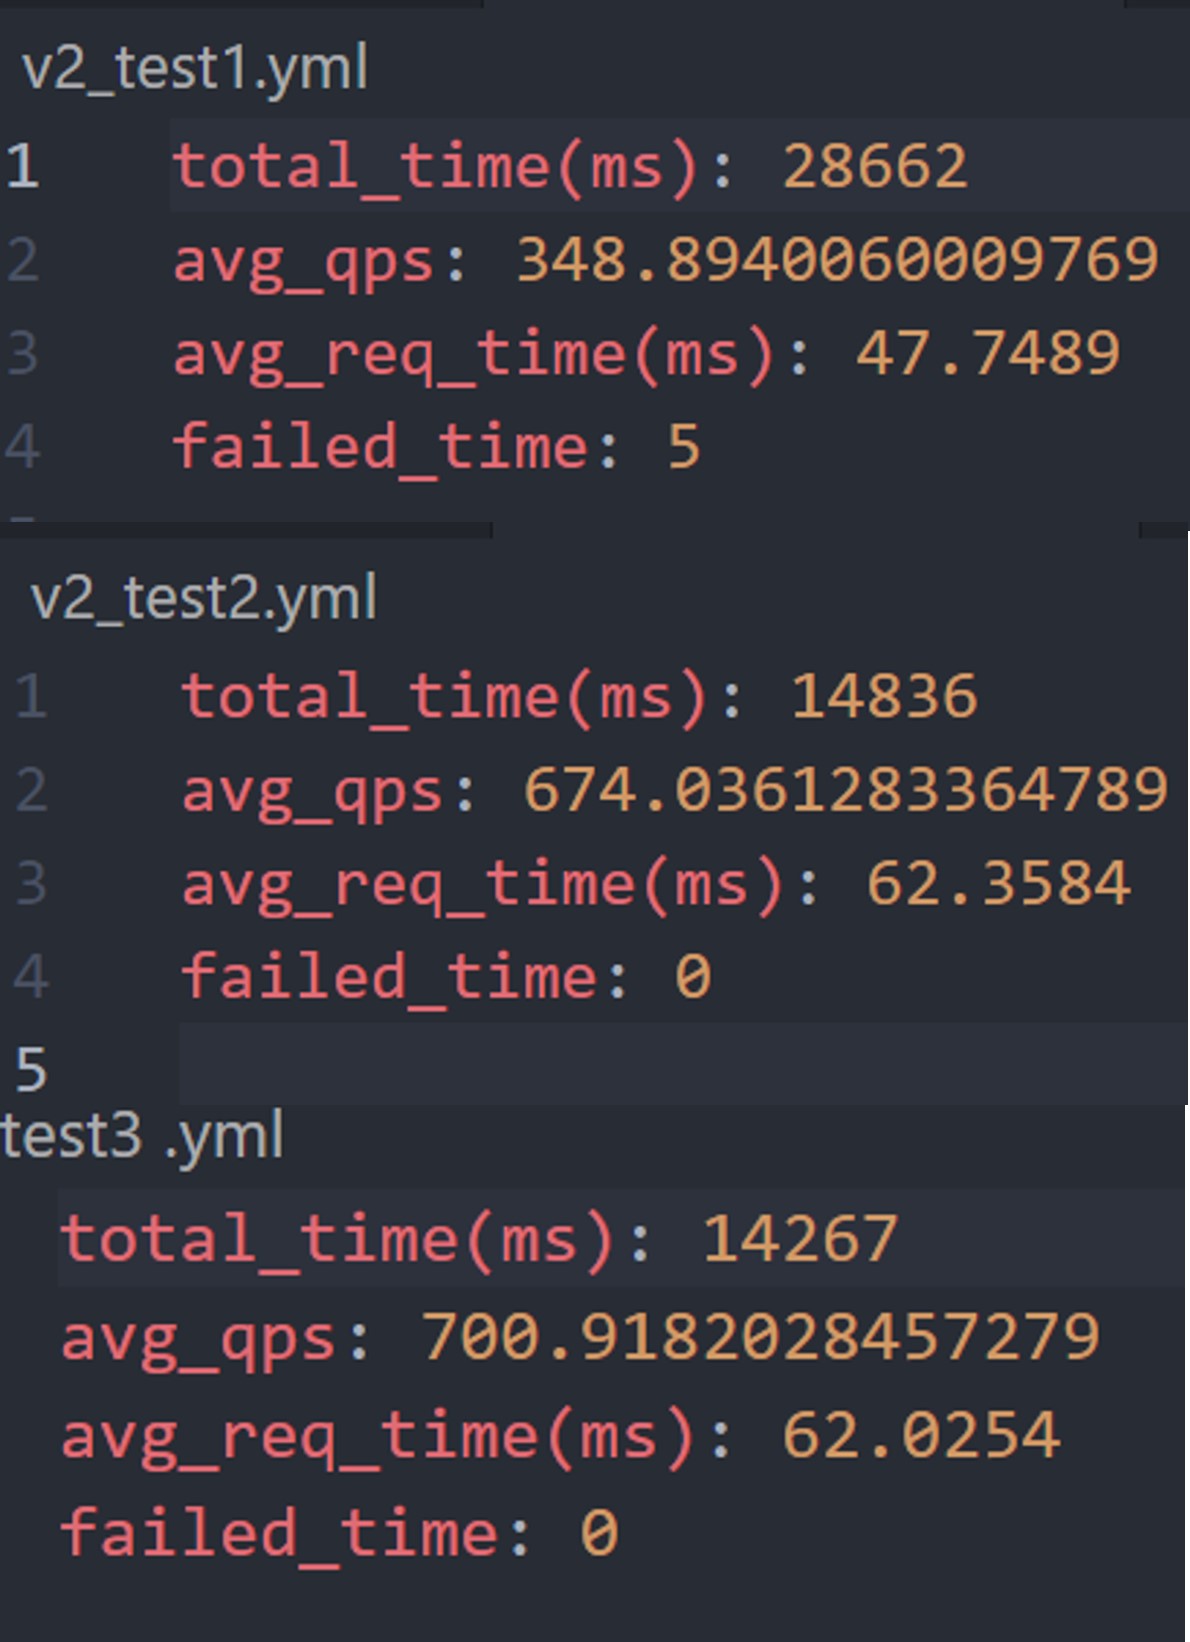 v2_test1.yml
1 total_time(ms): 28662
2 avg_qps: 348.8940060009769
3 avg_req_time(ms): 47.7489
4 failed_time: 5
v2_test2.yml
1 total_time(ms): 14836
2 avg_qps: 674.0361283364789
3 avg_req_time(ms): 62.3584
4 failed_time: 0
5
test3 .yml
total_time(ms): 14267
avg_qps: 700.9182028457279
avg_req_time(ms): 62.0254
failed_time: 0